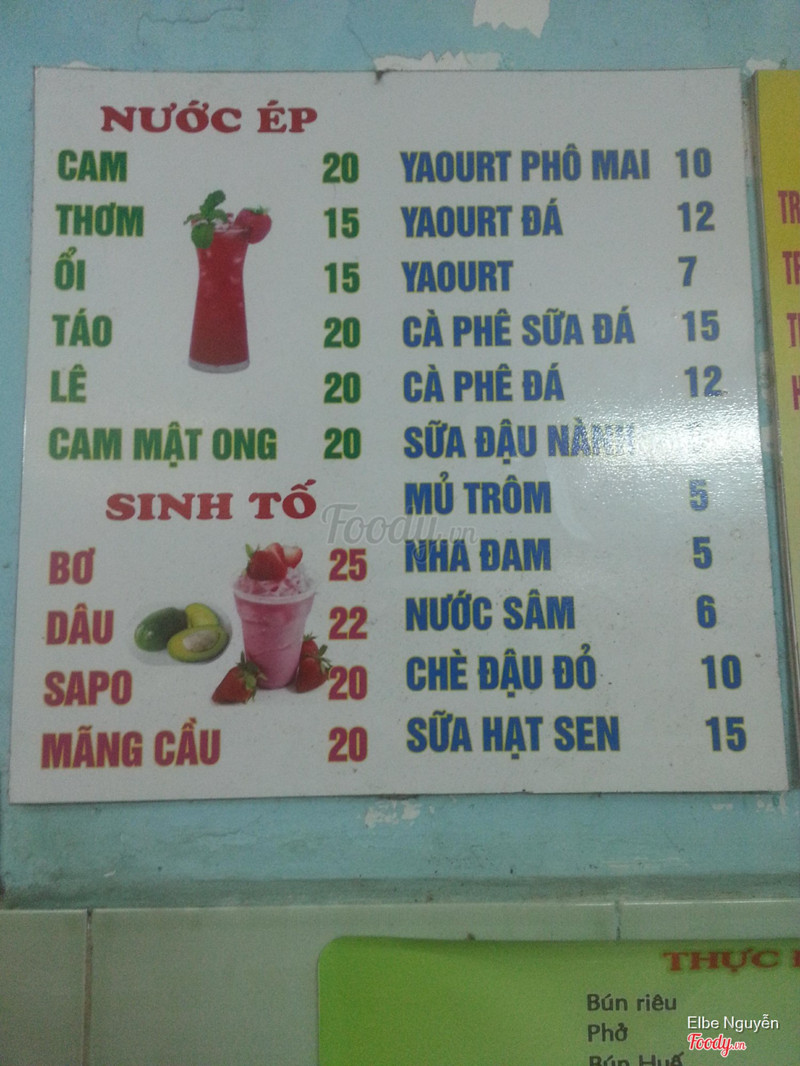 NƯỚC ÉP
CAM 20
THƠM 15
ỔI 15
TÁO 20
LÊ 20
CAM MẬT ONG 20
SINH TỐ
BƠ 25
DÂU 22
SAPO 20
MÃNG CẦU 20
YAOURT PHÔ MAI 10
YAOURT ĐÁ 12
YAOURT 7
CÀ PHÊ SỮA ĐÁ 15
CÀ PHÊ ĐÁ 12
SỮA ĐẬU NÀNH
MỦ TRÔM 5
NHA ĐAM 5
NƯỚC SÂM 6
CHÈ ĐẬU ĐỎ 10
SỮA HẠT SEN 15
Foody.vn
THỰC
Bún riêu
Phở
Bún Huế
Elbe Nguyễn
Foody.vn